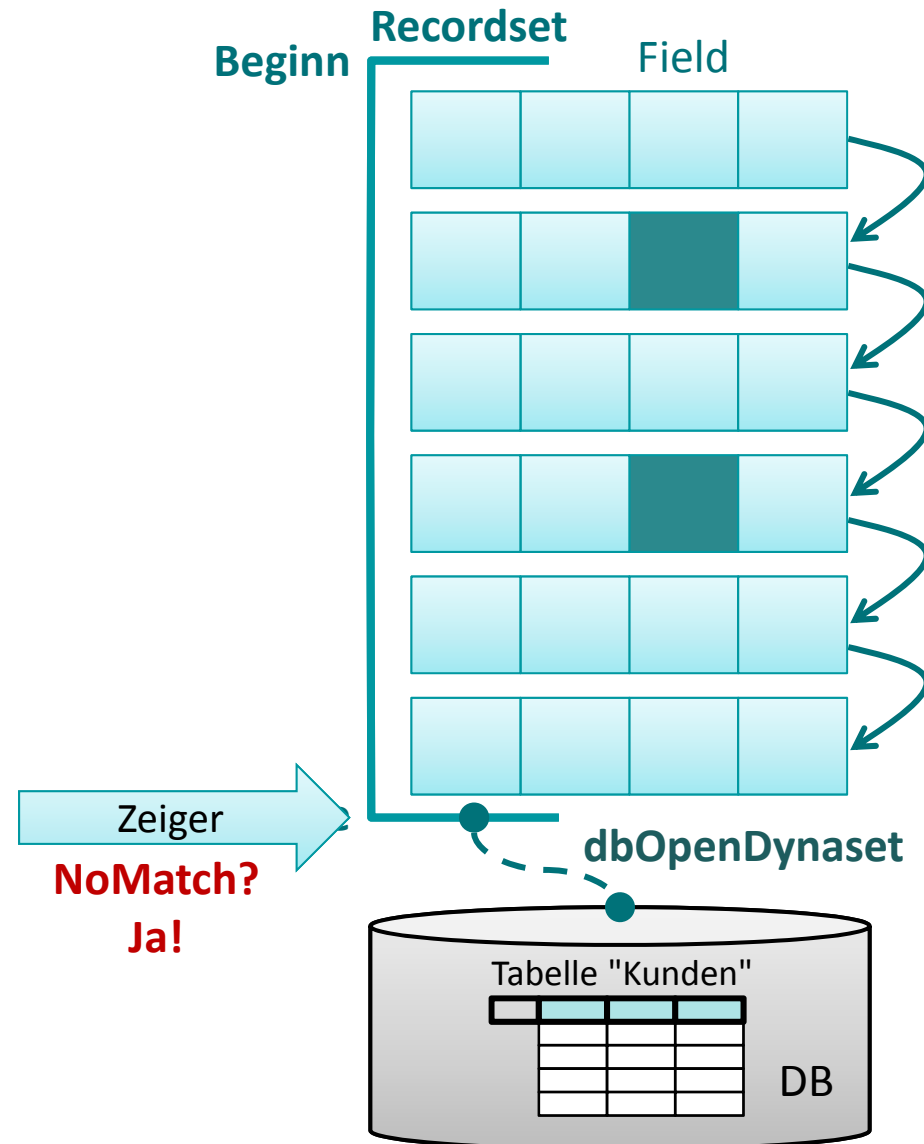 Recordset
Beginn
Field
Zeiger
NoMatch?
Ja!
dbOpenDynaset
Tabelle "Kunden"
DB